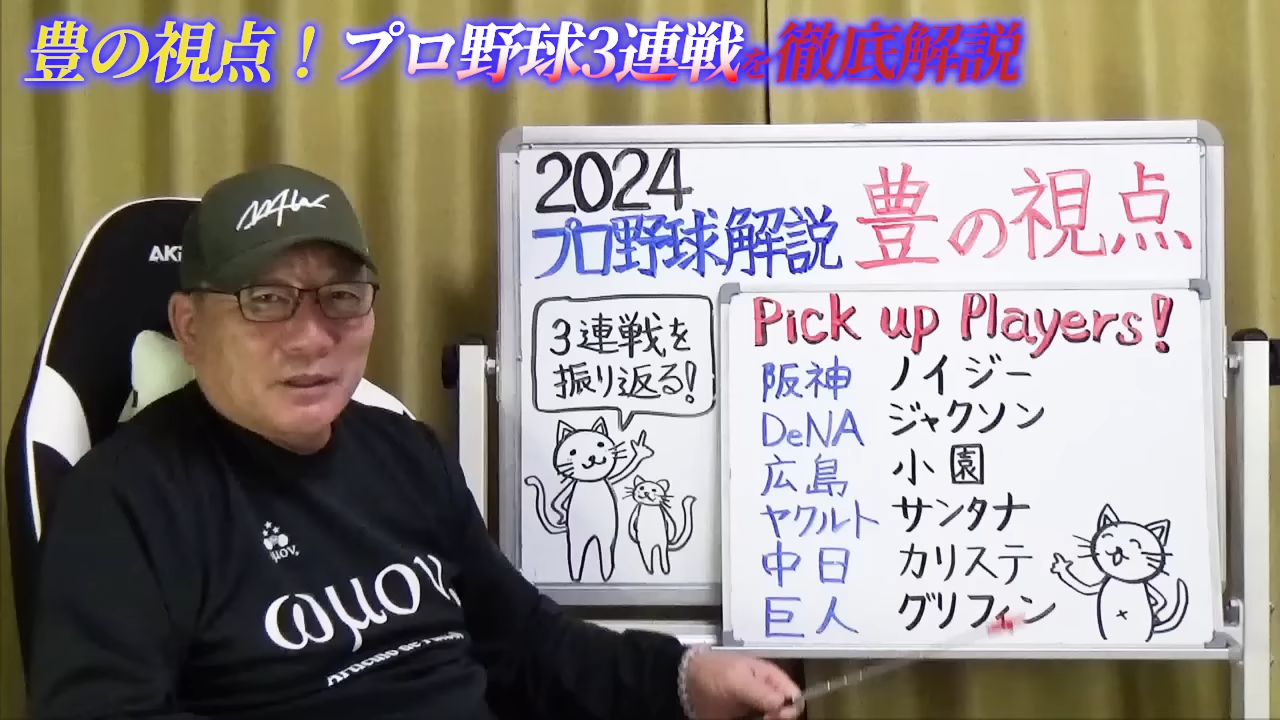 豊の視点！プロ野球3連戦を徹底解説
2024
プロ野球解説 豊の視点
3連戦を
振り返る!
Pick up Players!
阪神 ノイジー
DeNA ジャクソン
広島 小園
ヤクルト サンタナ
中日 カリステ
巨人 グリフィン
ωμον